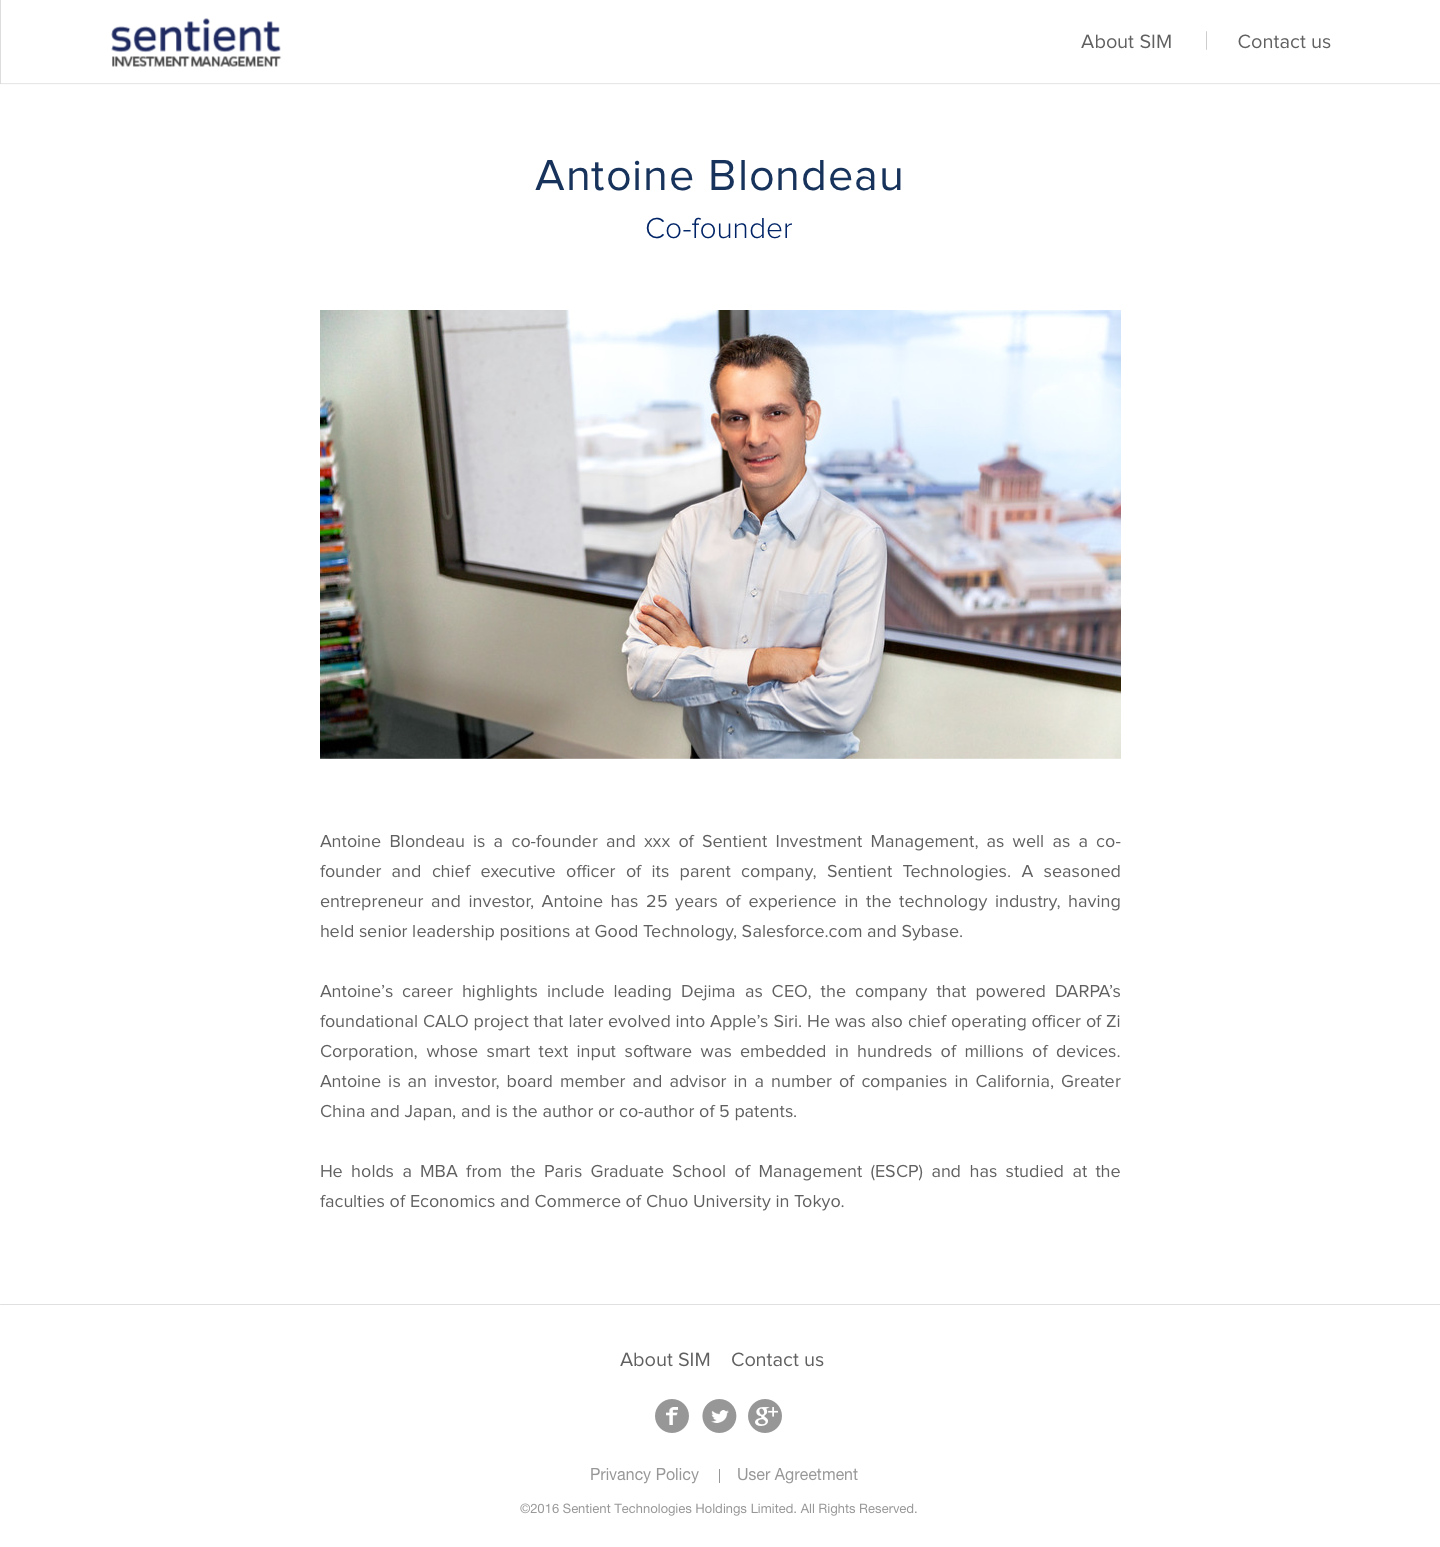 sentient
INVESTMENT MANAGEMENT
About SIM
Contact us
Antoine Blondeau
Co-founder
Antoine Blondeau is a co-founder and xxx of Sentient Investment Management, as well as a co-
founder and chief executive officer of its parent company, Sentient Technologies. A seasoned
entrepreneur and investor, Antoine has 25 years of experience in the technology industry, having
held senior leadership positions at Good Technology, Salesforce.com and Sybase.
Antoine’s career highlights include leading Dejima as CEO, the company that powered DARPA’s
foundational CALO project that later evolved into Apple’s Siri. He was also chief operating officer of Zi
Corporation, whose smart text input software was embedded in hundreds of millions of devices.
Antoine is an investor, board member and advisor in a number of companies in California, Greater
China and Japan, and is the author or co-author of 5 patents.
He holds a MBA from the Paris Graduate School of Management (ESCP) and has studied at the
faculties of Economics and Commerce of Chuo University in Tokyo.
About SIM Contact us
f g+
Privancy Policy | User Agreetment
©2016 Sentient Technologies Holdings Limited. All Rights Reserved.